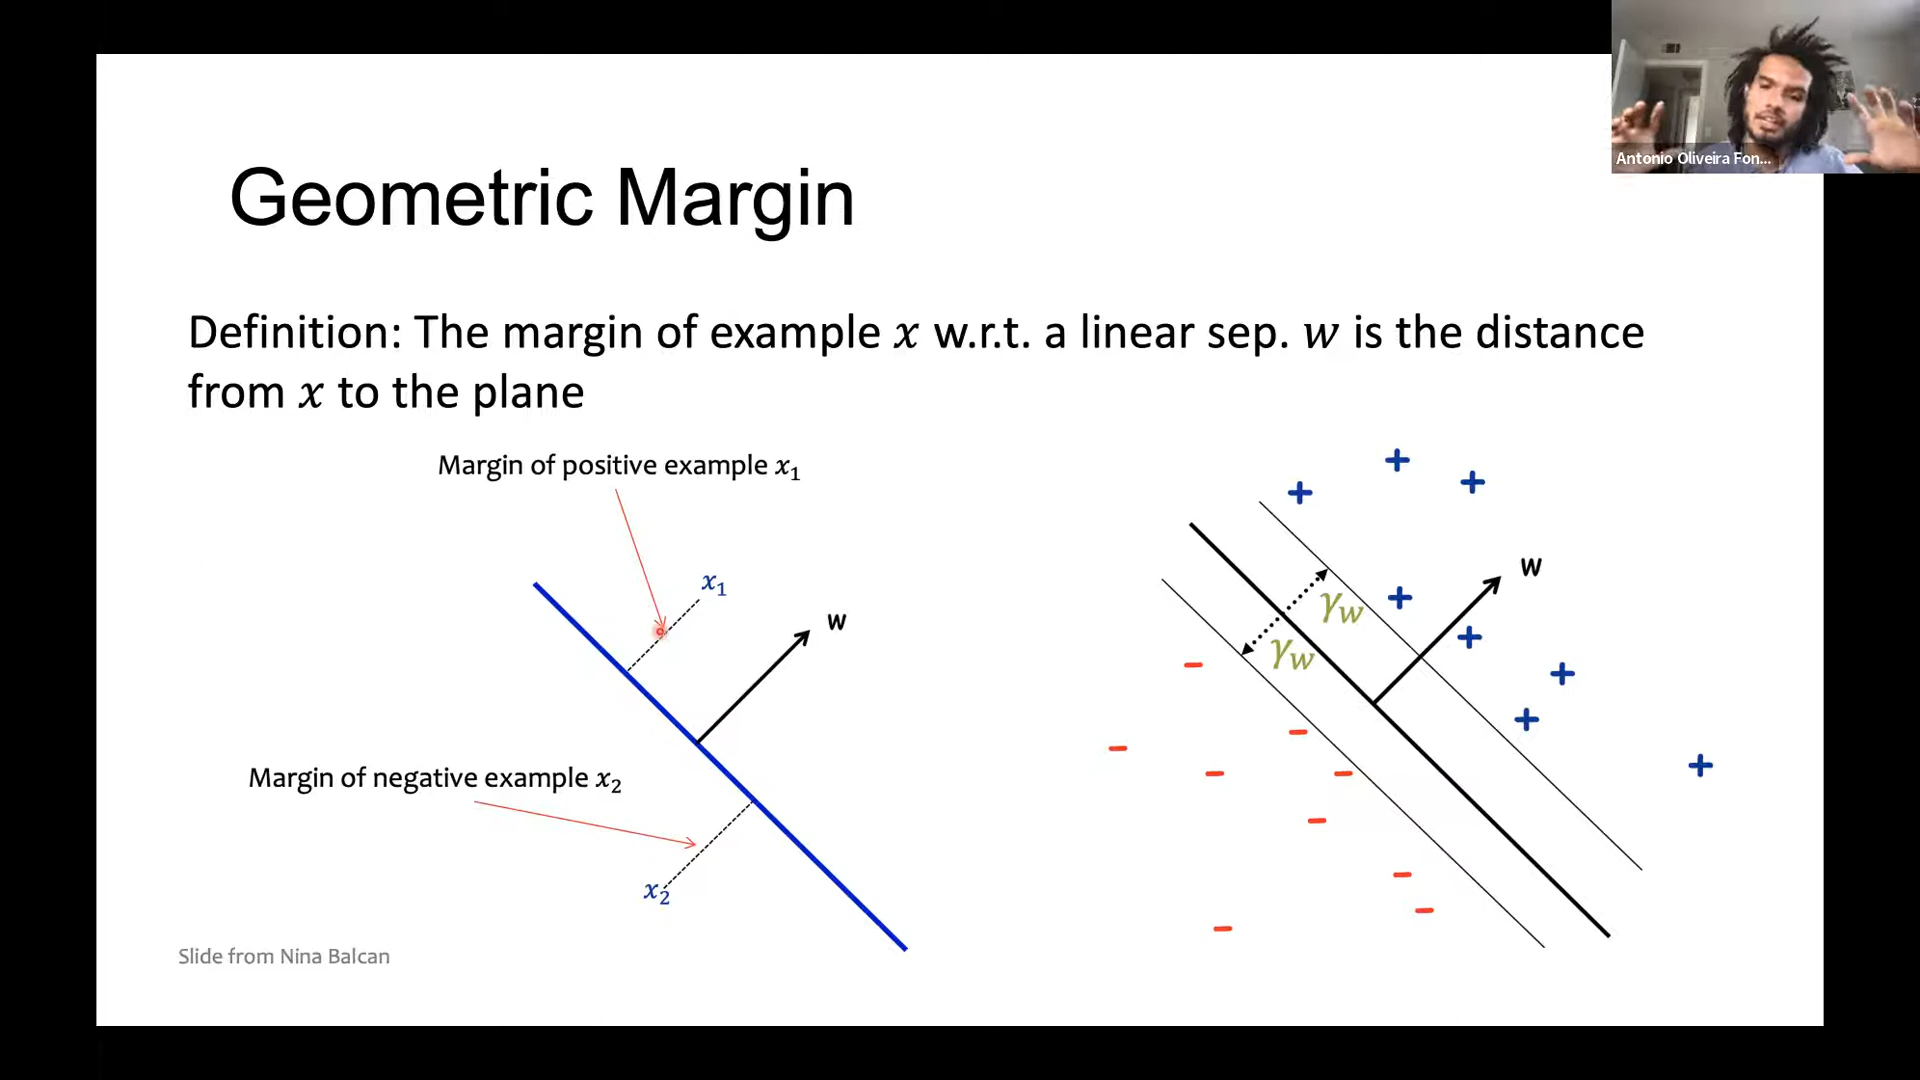 Antonio Oliveira Fon...
Geometric Margin
Definition: The margin of example x w.r.t. a linear sep. w is the distance
from x to the plane
Margin of positive example x₁
x₁
w
Margin of negative example x₂
x₂
w
γw
γw
Slide from Nina Balcan